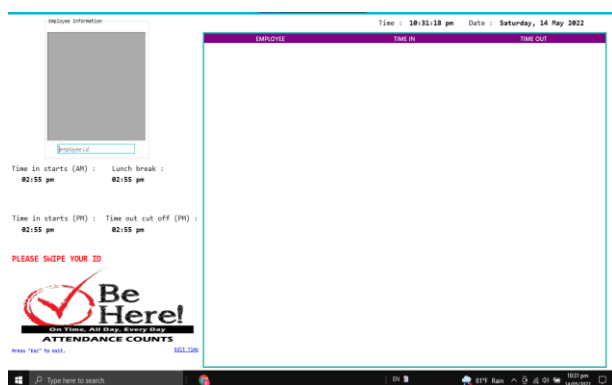 Employee Information
Time : 10:31:18 pm Date : Saturday, 14 May 2022
EMPLOYEE TIME IN TIME OUT
employee i.d.
Time in starts (AM) : Lunch break :
02:55 pm 02:55 pm
Time in starts (PM) : Time out cut off (PM) :
02:55 pm 02:55 pm
PLEASE SWIPE YOUR ID
Be
Here!
On Time, All Day, Every Day
ATTENDANCE COUNTS
Press "Esc" to exit. Edit Time
Type here to search
EN
81°F Rain
10:31 pm
14/05/2022